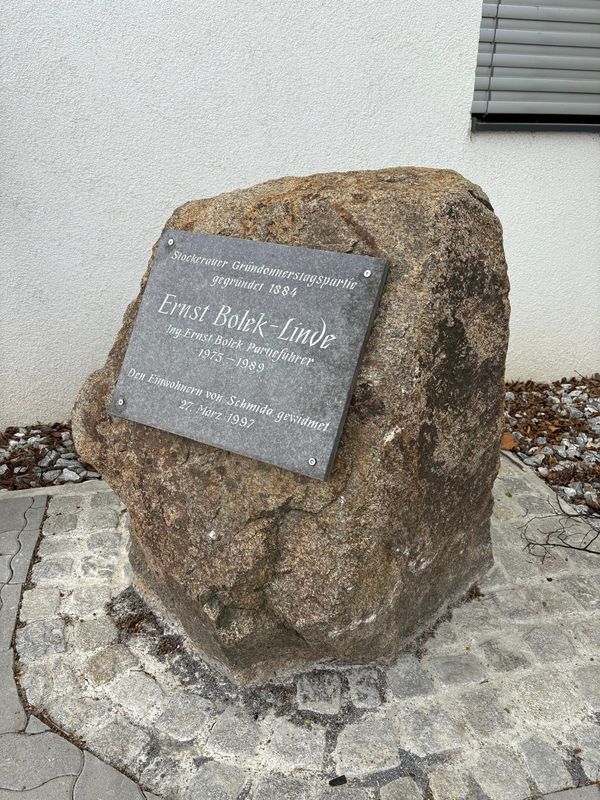 Stockerauer Gründonnerstagspartie
gegründet 1884
Ernst Bolek-Linde
Ing. Ernst Bolek, Partieführer
1975–1989
Den Einwohnern von Schmida gewidmet
27. März 1997